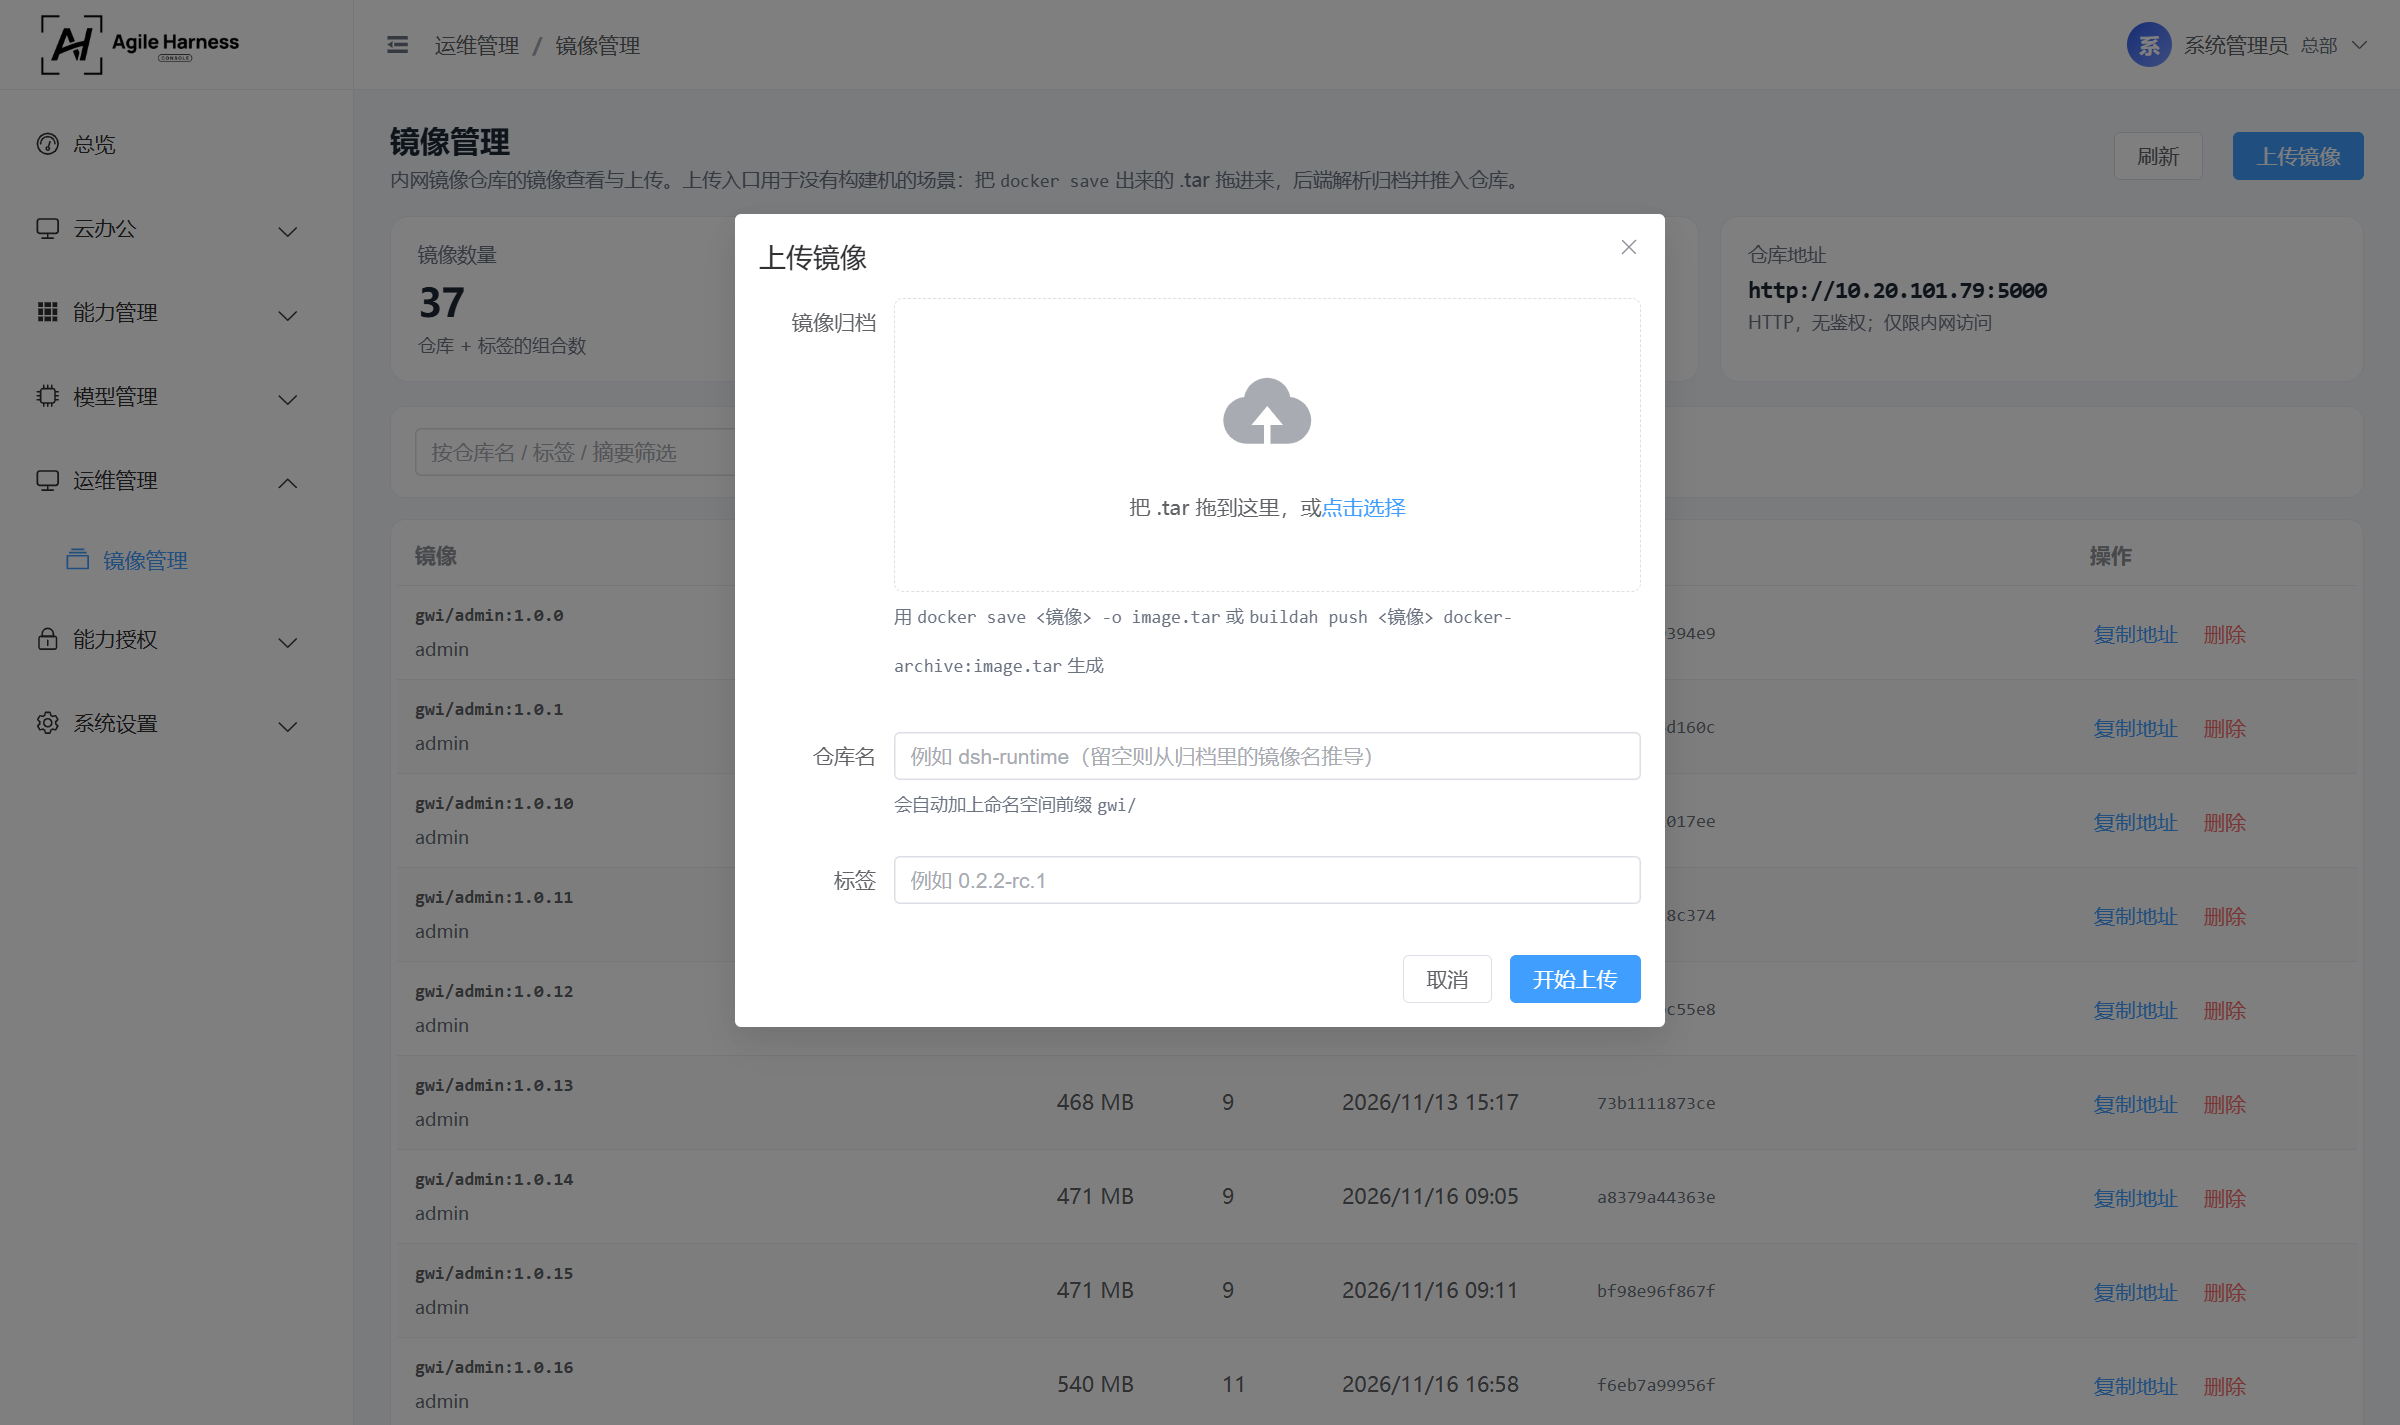 Agile Harness
CONSOLE
运维管理 / 镜像管理
系 系统管理员 总部
总览
云办公
能力管理
模型管理
运维管理
镜像管理
能力授权
系统设置
镜像管理
内网镜像仓库的镜像查看与上传。上传入口用于没有构建机的场景：把 docker save 出来的 .tar 拖进来，后端解析归档并推入仓库。
刷新
上传镜像
镜像数量
37
仓库 + 标签的组合数
仓库地址
http://10.20.101.79:5000
HTTP，无鉴权；仅限内网访问
按仓库名 / 标签 / 摘要筛选
上传镜像
镜像归档
把 .tar 拖到这里，或点击选择
用 docker save <镜像> -o image.tar 或 buildah push <镜像> docker-
archive:image.tar 生成
仓库名
例如 dsh-runtime（留空则从归档里的镜像名推导）
会自动加上命名空间前缀 gwi/
标签
例如 0.2.2-rc.1
取消
开始上传
镜像 操作
gwi/admin:1.0.0
admin
394e9 复制地址 删除
gwi/admin:1.0.1
admin
d160c 复制地址 删除
gwi/admin:1.0.10
admin
017ee 复制地址 删除
gwi/admin:1.0.11
admin
8c374 复制地址 删除
gwi/admin:1.0.12
admin
c55e8 复制地址 删除
gwi/admin:1.0.13
admin
468 MB 9 2026/11/13 15:17 73b1111873ce 复制地址 删除
gwi/admin:1.0.14
admin
471 MB 9 2026/11/16 09:05 a8379a44363e 复制地址 删除
gwi/admin:1.0.15
admin
471 MB 9 2026/11/16 09:11 bf98e96f867f 复制地址 删除
gwi/admin:1.0.16
admin
540 MB 11 2026/11/16 16:58 f6eb7a99956f 复制地址 删除